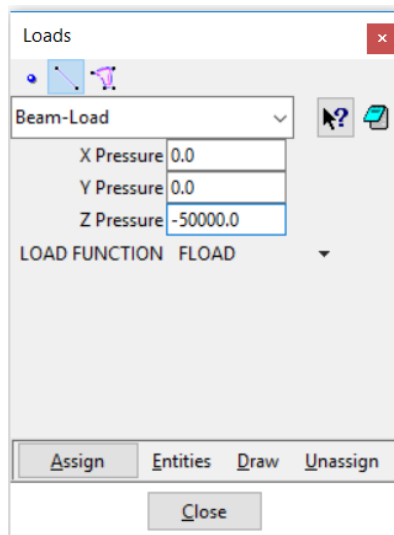 Loads
×
?
Beam-Load
X Pressure 0.0
Y Pressure 0.0
Z Pressure -50000.0
LOAD FUNCTION FLOAD
Assign Entities Draw Unassign
Close